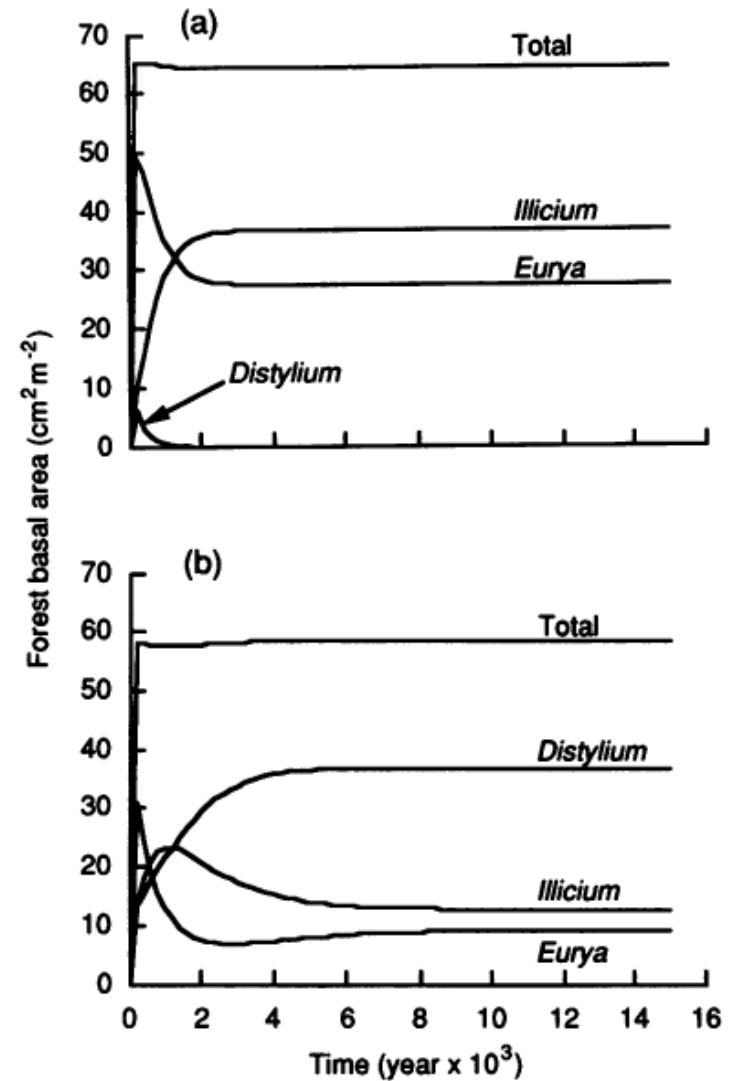 (a)
70
60
50
40
30
20
10
0
Total
Illicium
Eurya
Distylium
Forest basal area (cm²m⁻²)
(b)
70
60
50
40
30
20
10
0
Total
Distylium
Illicium
Eurya
0 2 4 6 8 10 12 14 16
Time (year x 10³)